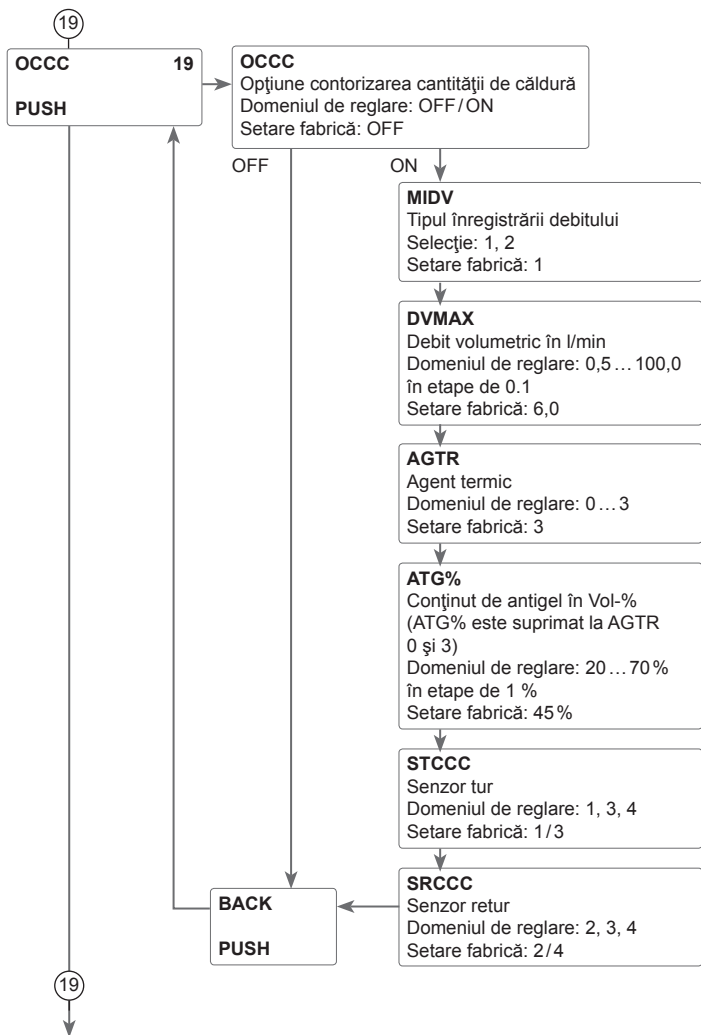 19
OCCC 19
PUSH
OCCC
Opţiune contorizarea cantităţii de căldură
Domeniul de reglare: OFF/ON
Setare fabrică: OFF
OFF
ON
MIDV
Tipul înregistrării debitului
Selecţie: 1, 2
Setare fabrică: 1
DVMAX
Debit volumetric în l/min
Domeniul de reglare: 0,5…100,0
în etape de 0.1
Setare fabrică: 6,0
AGTR
Agent termic
Domeniul de reglare: 0…3
Setare fabrică: 3
ATG%
Conţinut de antigel în Vol-%
(ATG% este suprimat la AGTR
0 şi 3)
Domeniul de reglare: 20…70%
în etape de 1 %
Setare fabrică: 45%
STCCC
Senzor tur
Domeniul de reglare: 1, 3, 4
Setare fabrică: 1/3
SRCCC
Senzor retur
Domeniul de reglare: 2, 3, 4
Setare fabrică: 2/4
BACK
PUSH
19